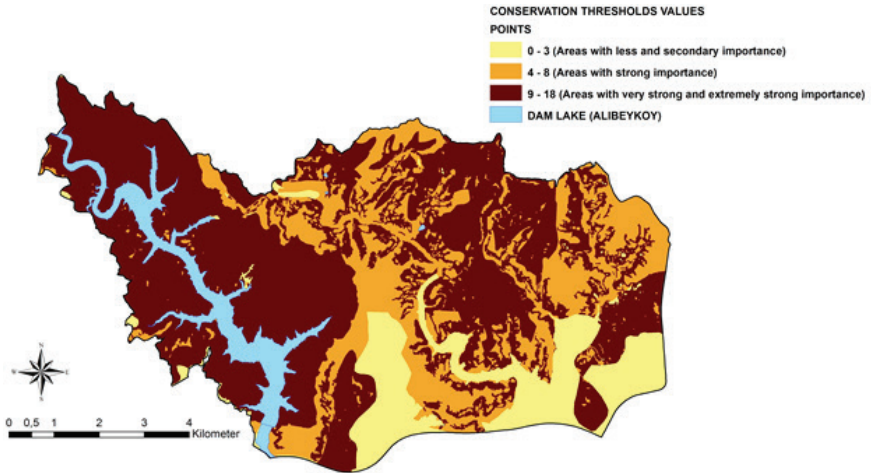 CONSERVATION THRESHOLDS VALUES
POINTS
0 - 3 (Areas with less and secondary importance)
4 - 8 (Areas with strong importance)
9 - 18 (Areas with very strong and extremely strong importance)
DAM LAKE (ALIBEYKOY)
N
W E
S
0 0,5 1 2 3 4
Kilometer